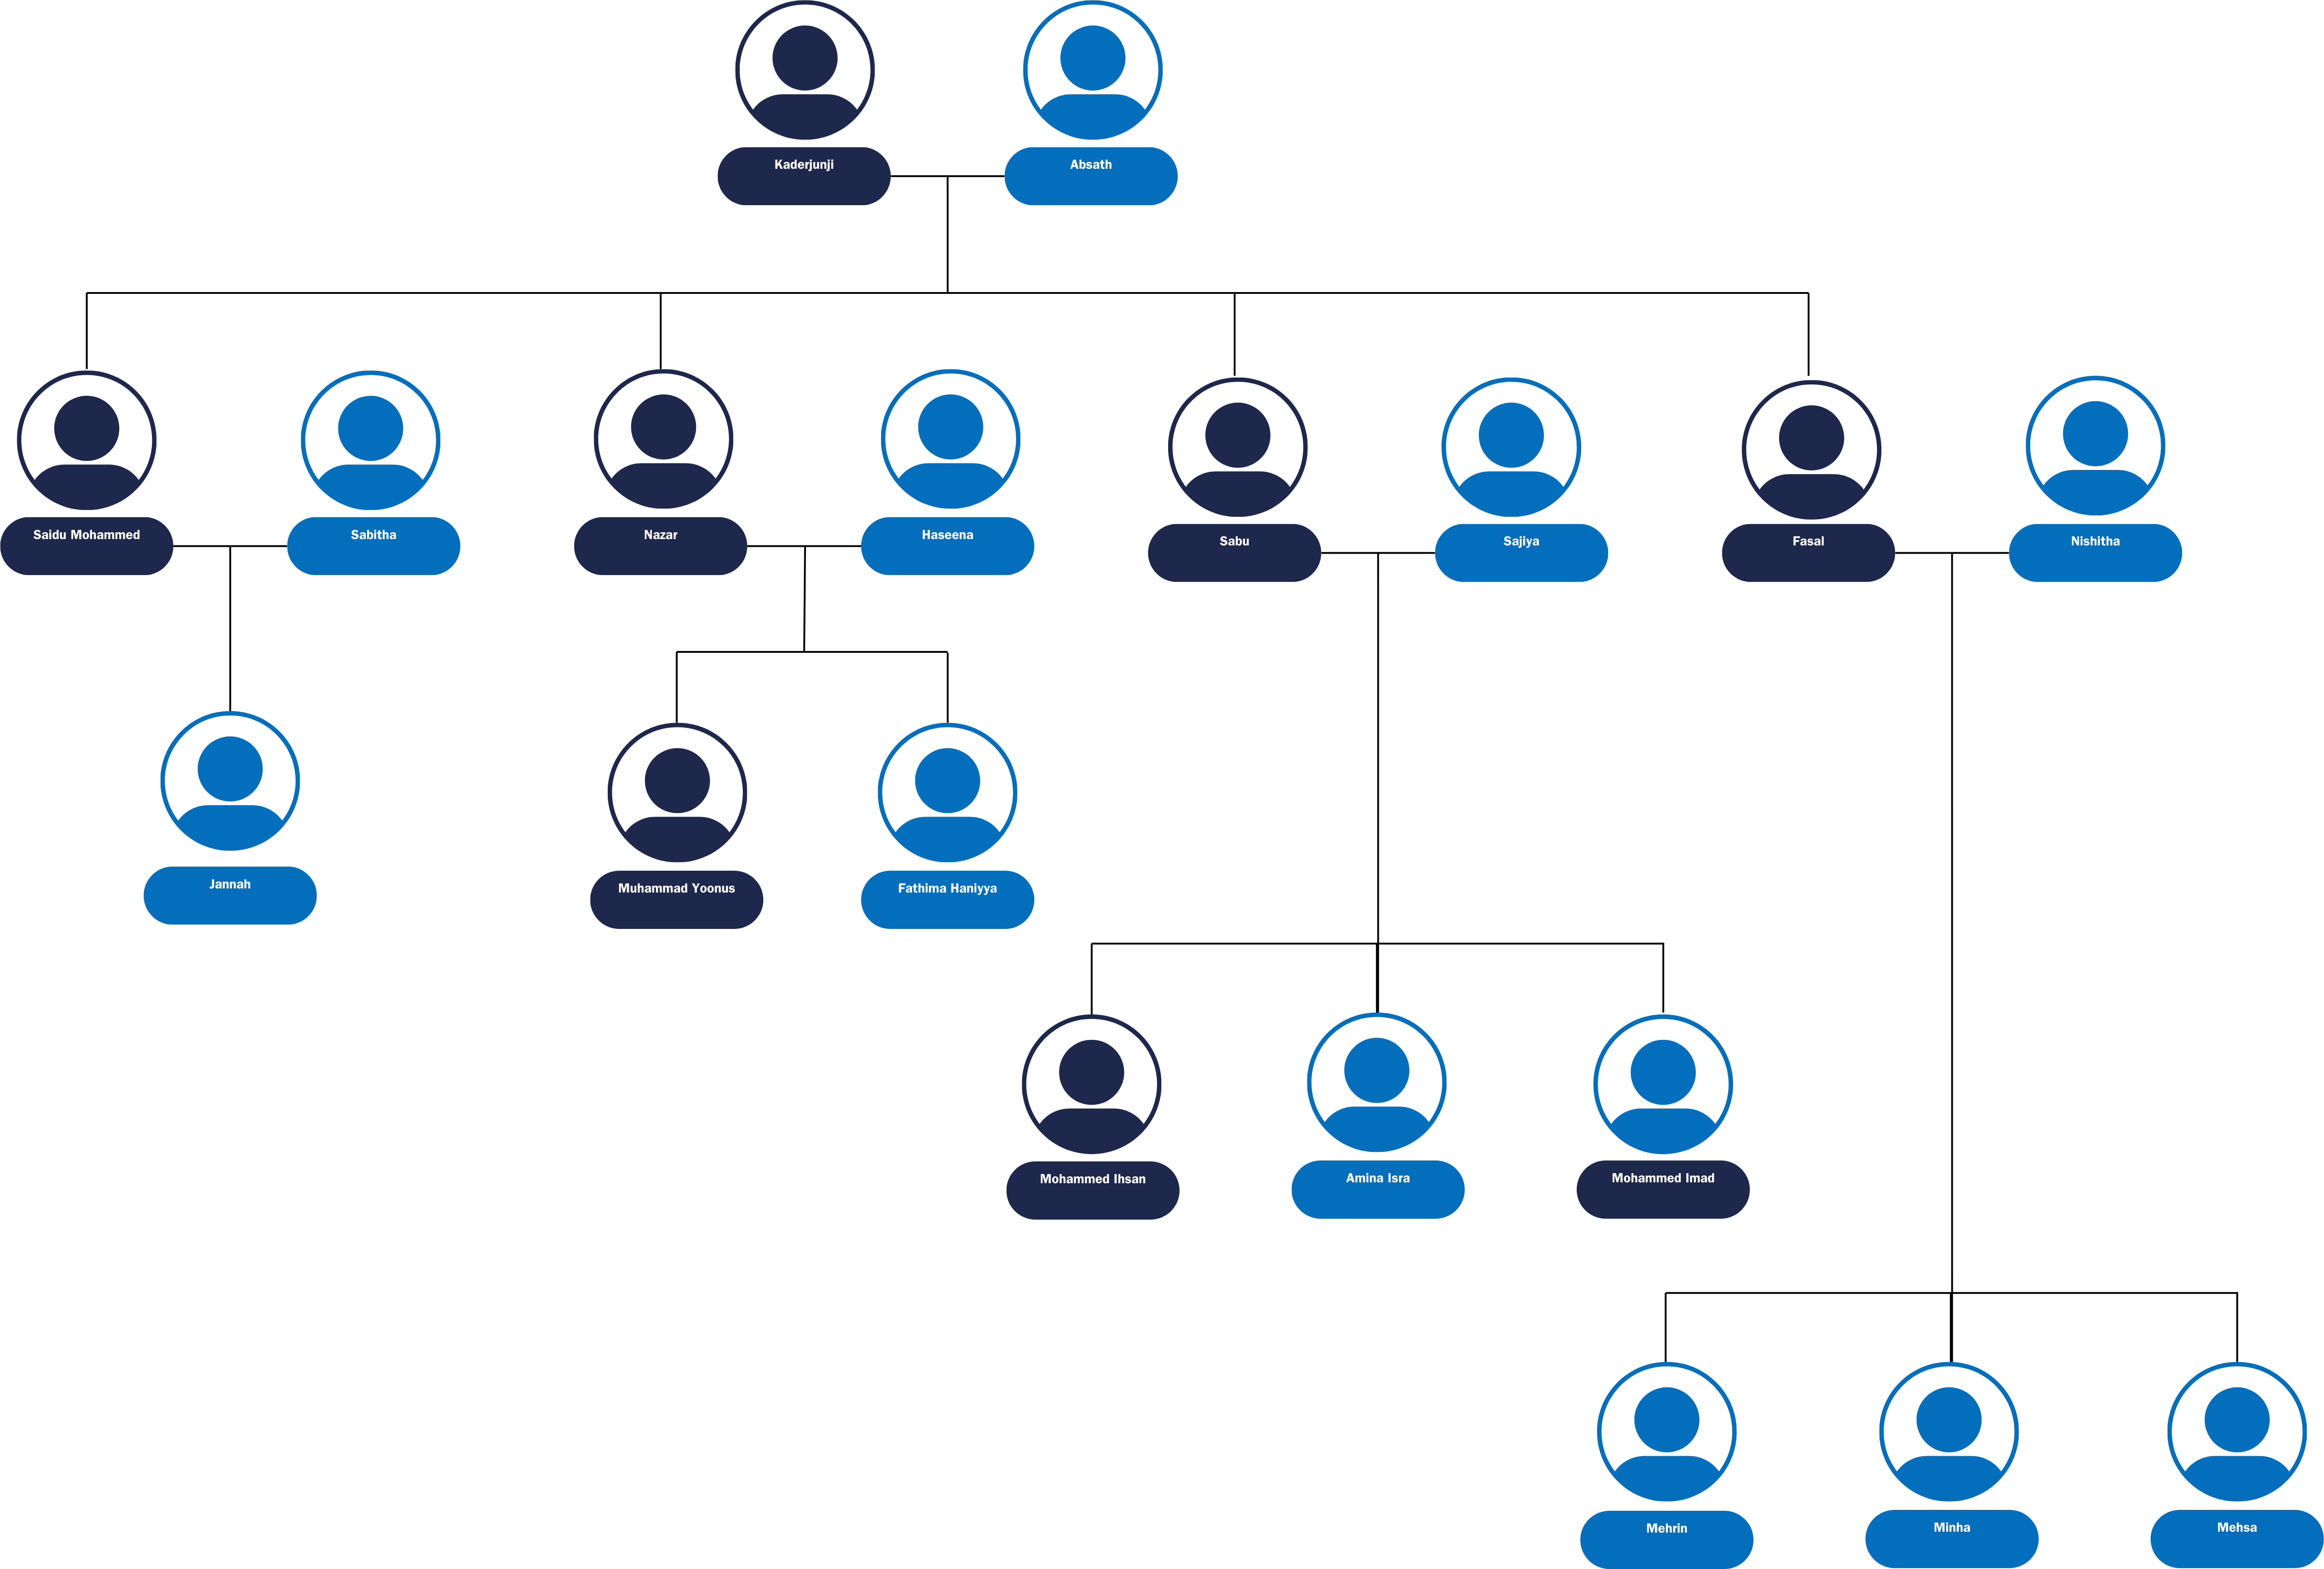 Kaderjunji
Absath
Saidu Mohammed
Sabitha
Nazar
Haseena
Sabu
Sajiya
Fasal
Nishitha
Jannah
Muhammad Yoonus
Fathima Haniyya
Mohammed Ihsan
Amina Isra
Mohammed Imad
Mehrin
Minha
Mehsa